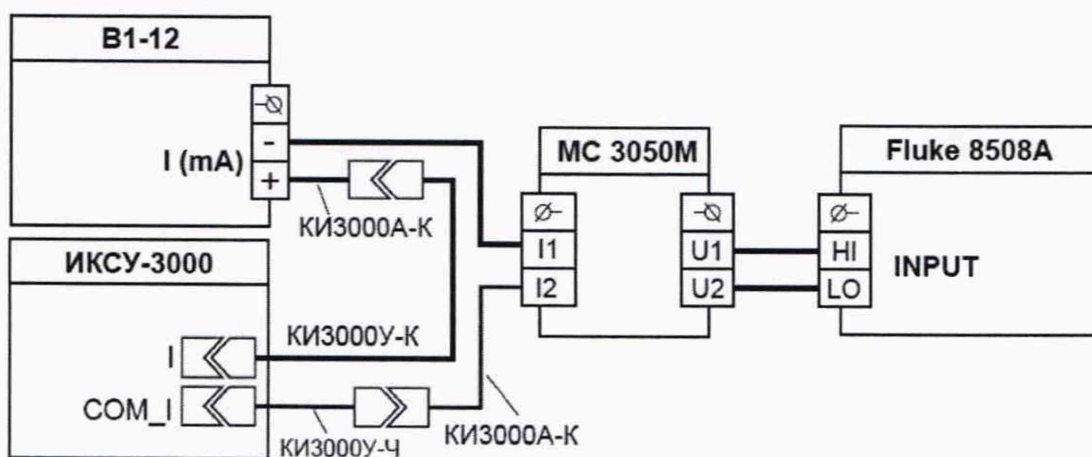 В1-12
I (mA)
-
+
КИ3000А-К
ИКСУ-3000
I
COM_I
КИ3000У-К
КИ3000У-Ч
КИ3000А-К
МС 3050М
I1
I2
U1
U2
Fluke 8508A
HI
LO
INPUT